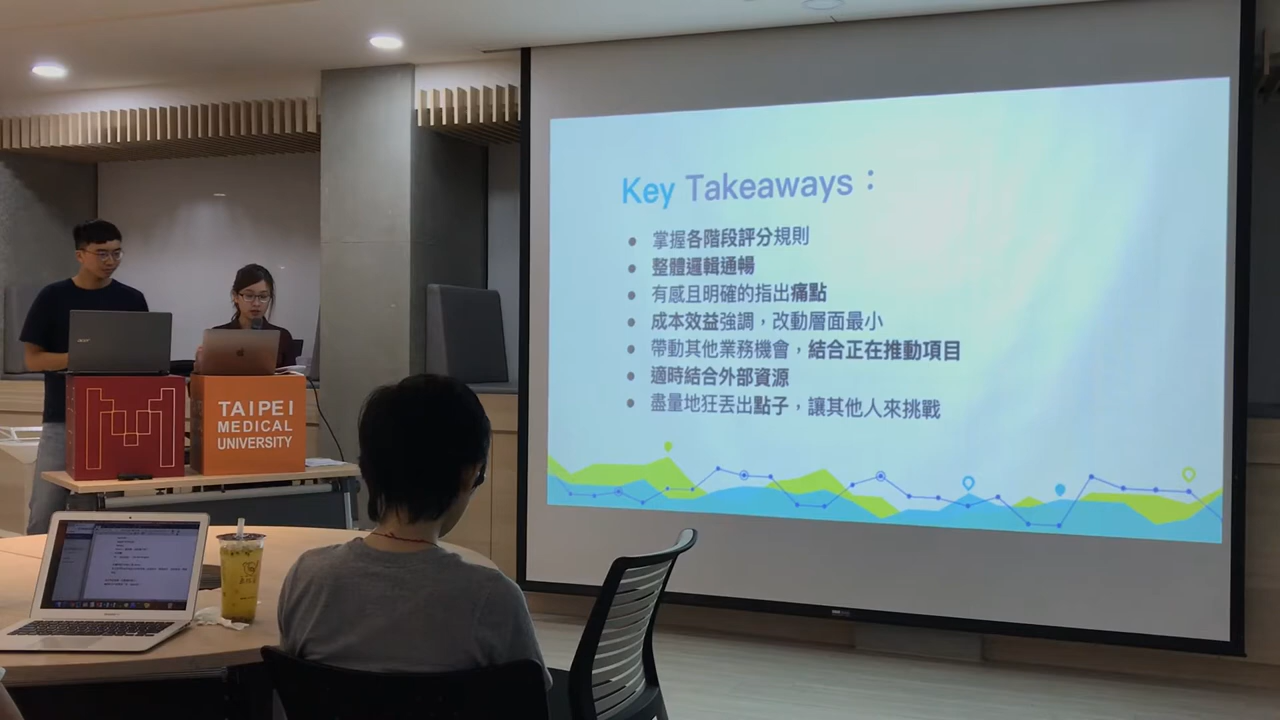 Key Takeaways：
掌握各階段評分規則
整體邏輯通暢
有感且明確的指出痛點
成本效益強調，改動層面最小
帶動其他業務機會，結合正在推動項目
適時結合外部資源
盡量地狂丟出點子，讓其他人來挑戰
TAIPEI
MEDICAL
UNIVERSITY
acer